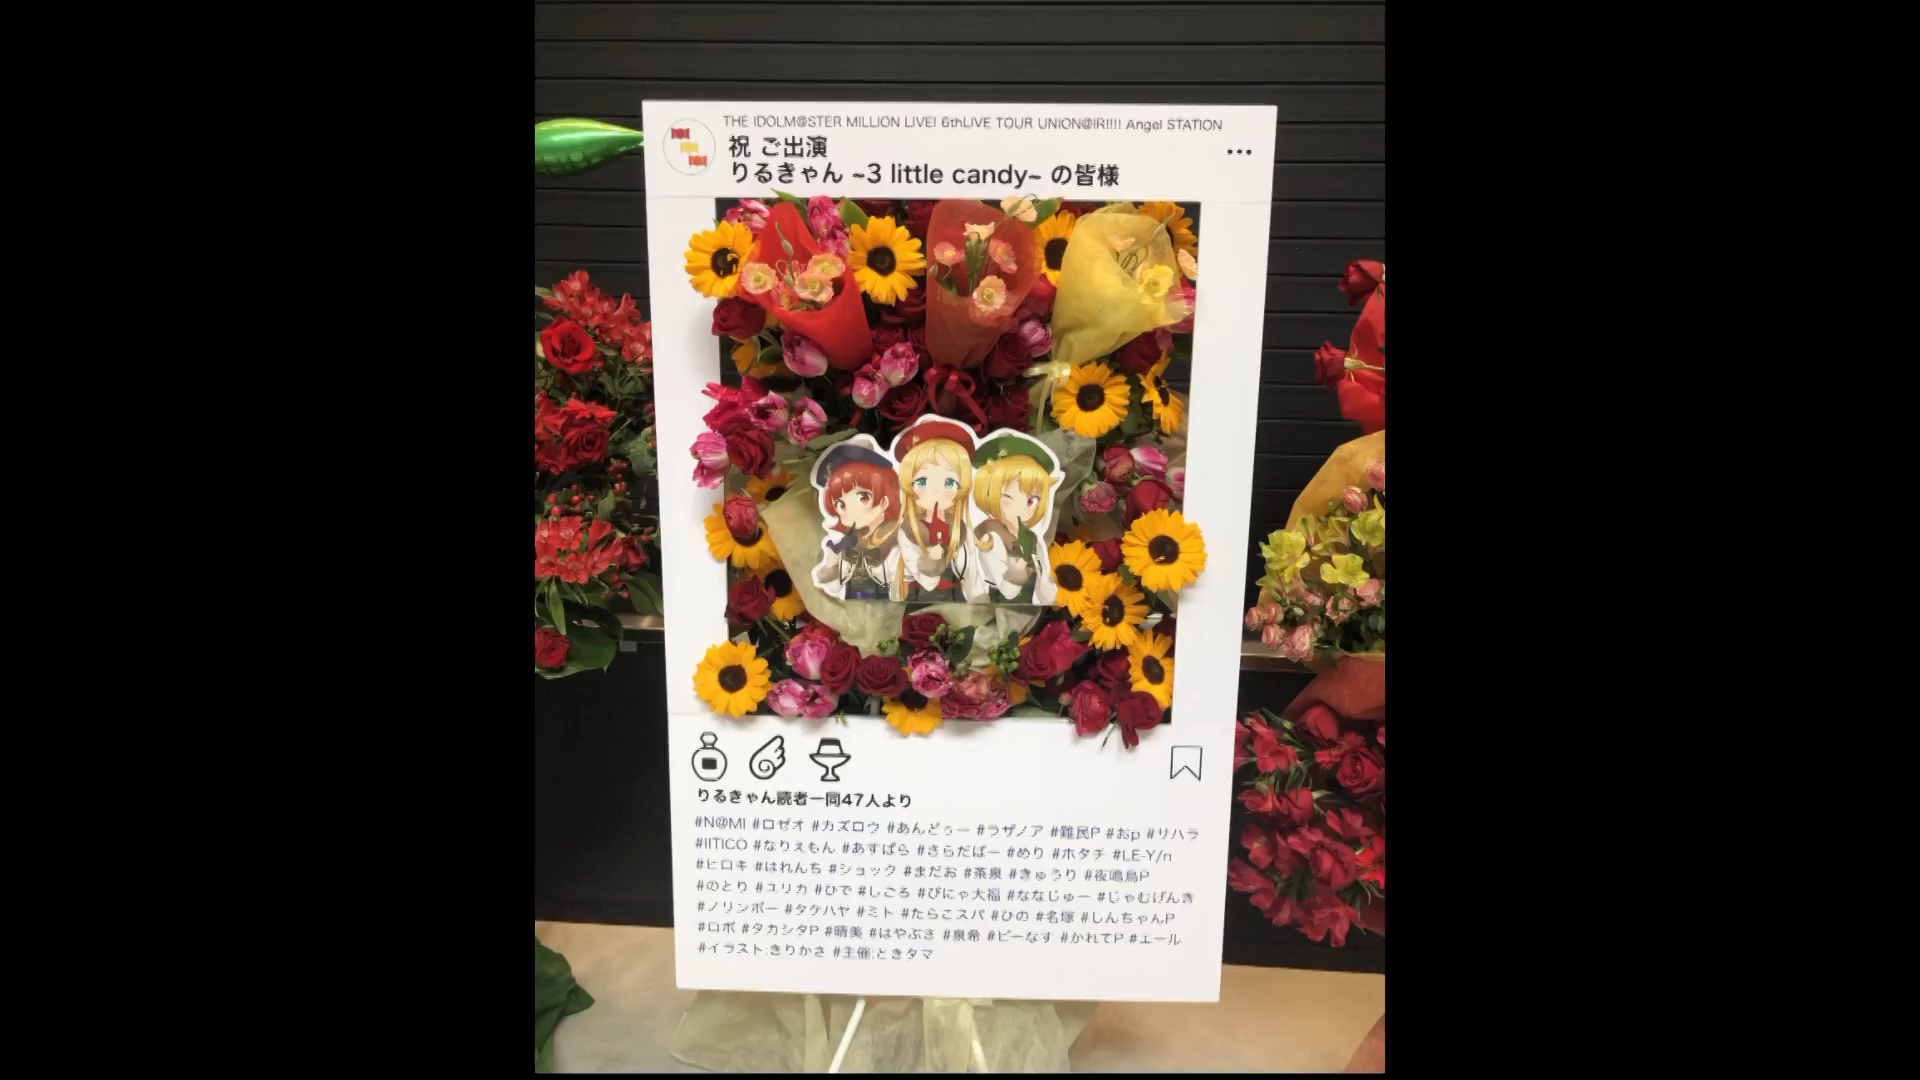 THE IDOLM@STER MILLION LIVE! 6thLIVE TOUR UNION@IR!!!! Angel STATION
祝 ご出演
りるきゃん ~3 little candy~ の皆様
りるきゃん読者一同47人より
#N@MI #ロゼオ #カズロウ #あんどぅー #ラザノア #難民P #おp #リハラ
#IITICO #なりえもん #あすぱら #さらだばー #めり #ホタテ #LE-Y/n
#ヒロキ #はれんち #ショック #まだお #茶泉 #きゅうり #夜鳴鳥P
#のとり #ユリカ #ひで #しごろ #ぴにゃ大福 #ななじゅー #じゃむげんき
#ノリンボー #タケハヤ #ミト #たらこスパ #ひの #名塚 #しんちゃんP
#ロボ #タカシタP #晴美 #はやぶさ #泉希 #ピーなす #かれてP #エール
#イラスト:きりかさ #主催:ときタマ